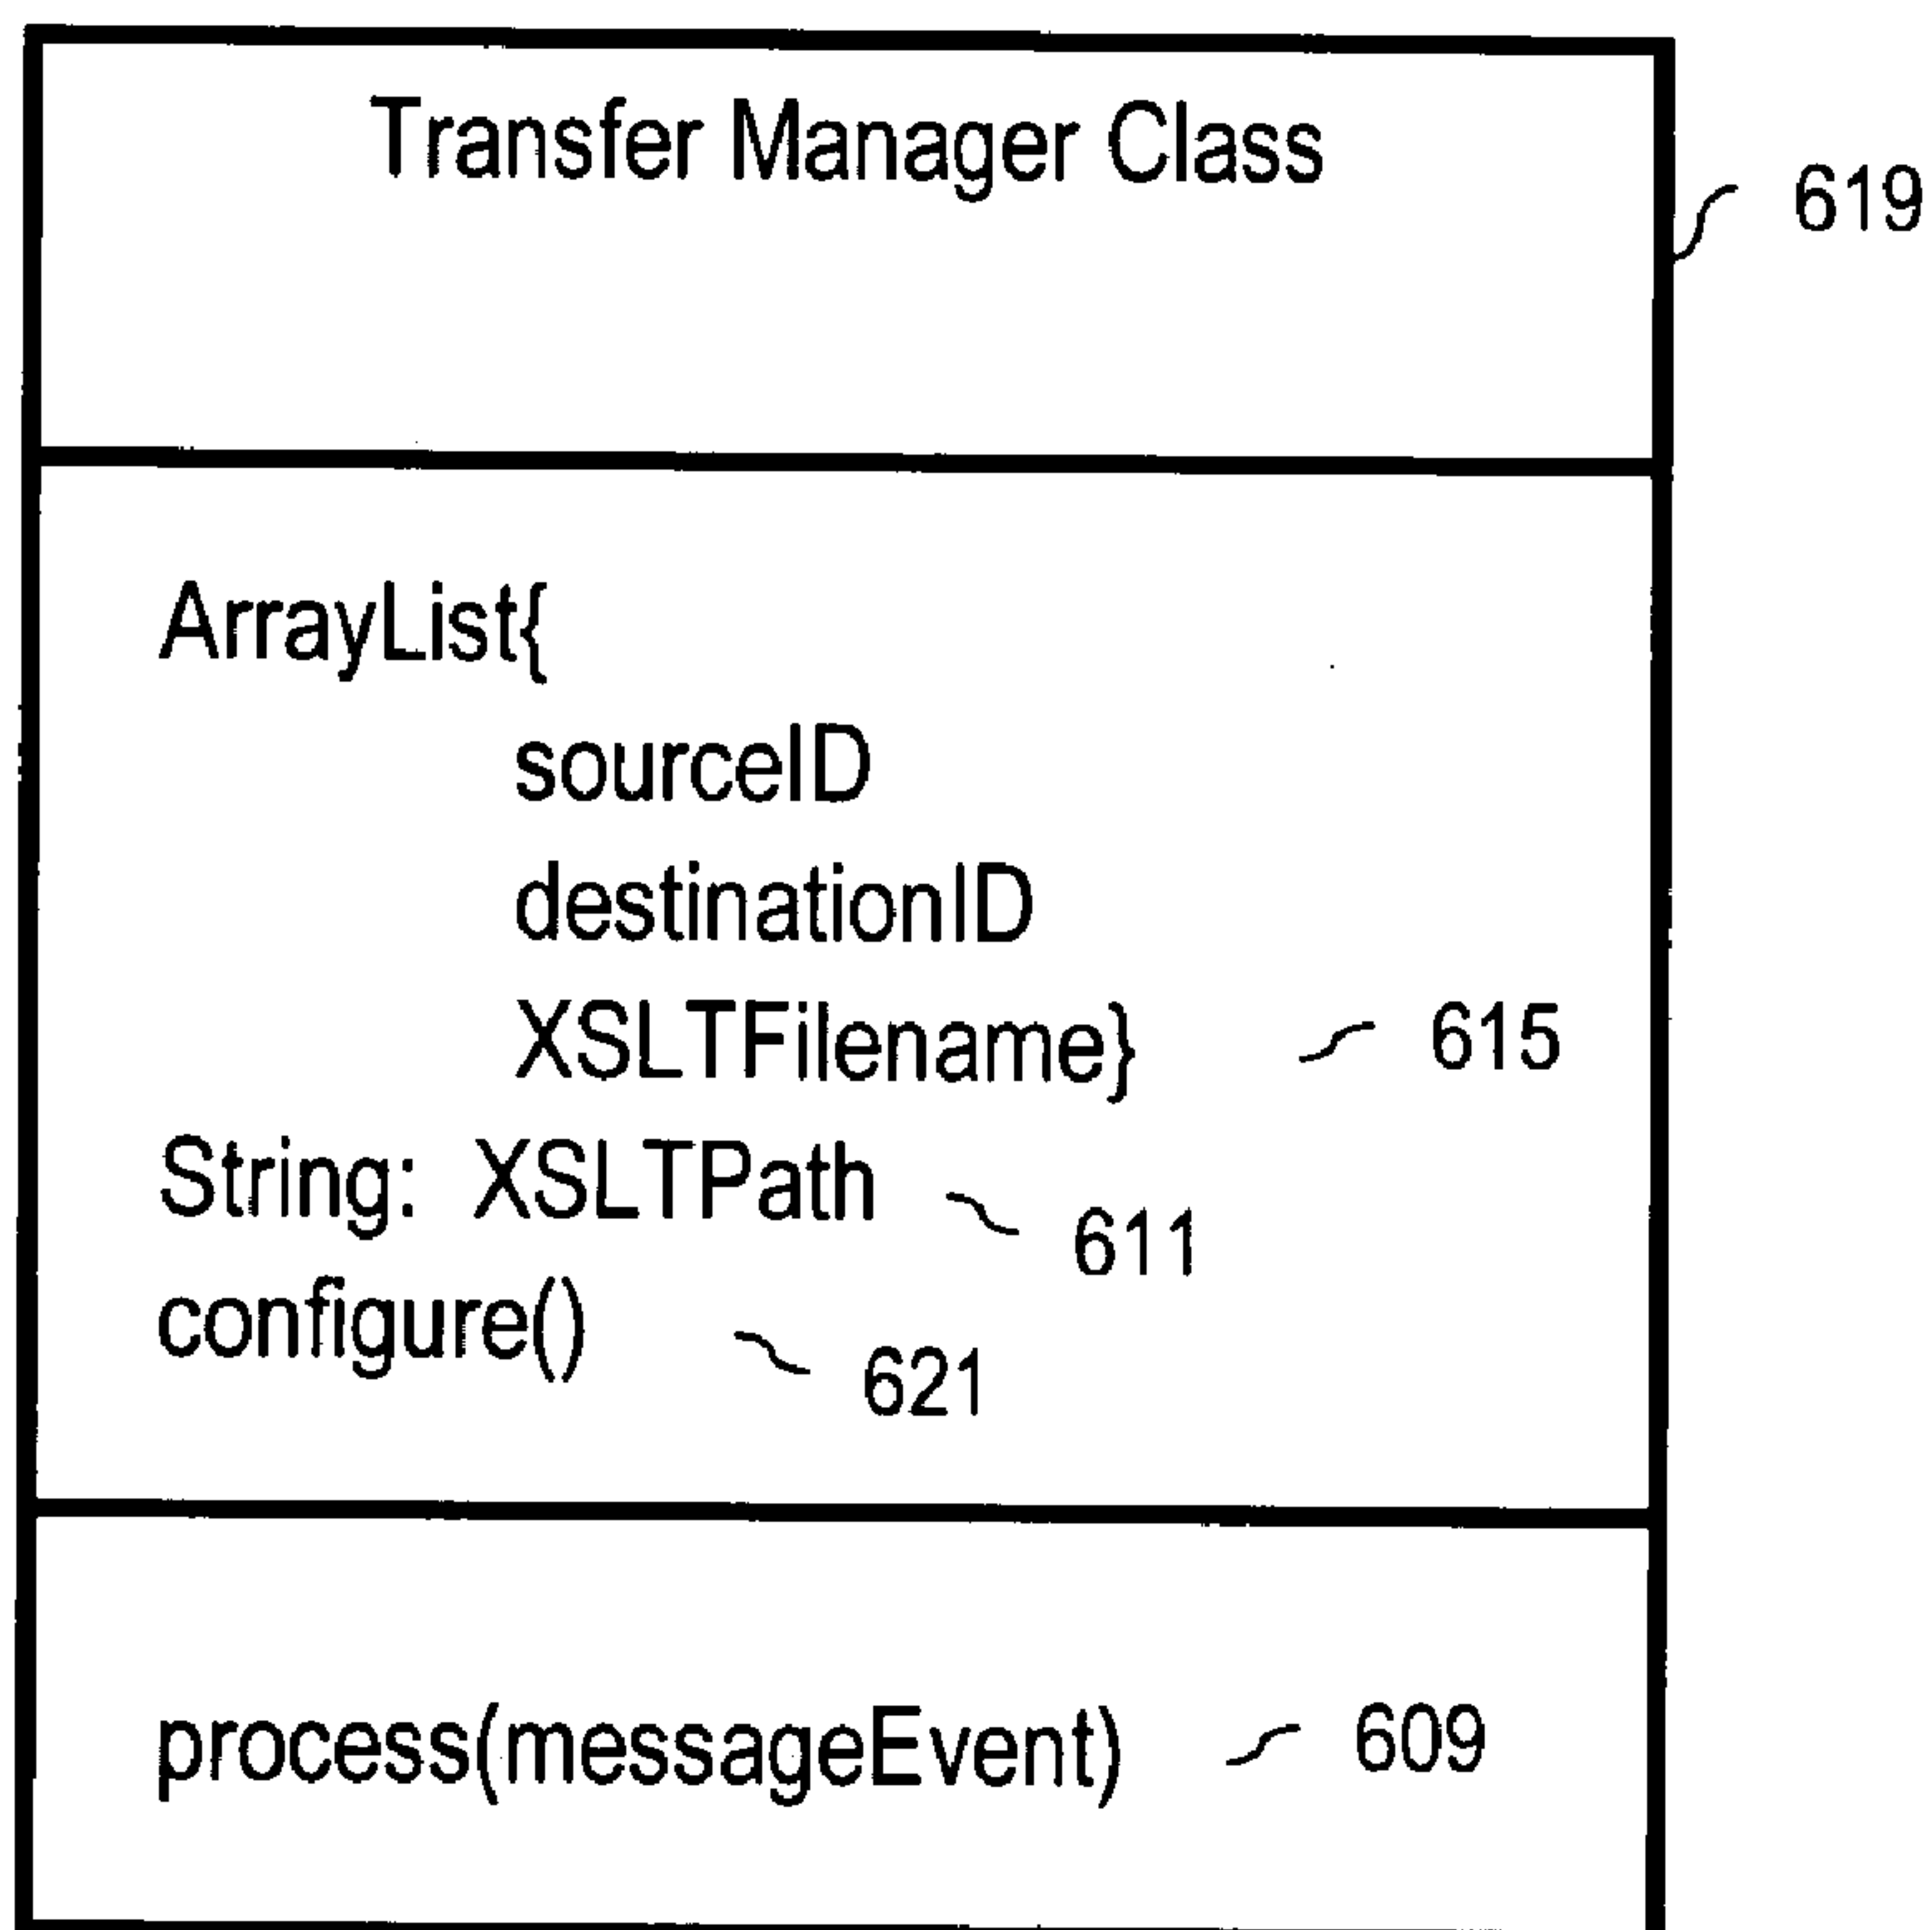 Transfer Manager Class
619
ArrayList{
sourceID
destinationID
XSLTFilename} 615
String: XSLTPath 611
configure() 621
process(messageEvent) 609